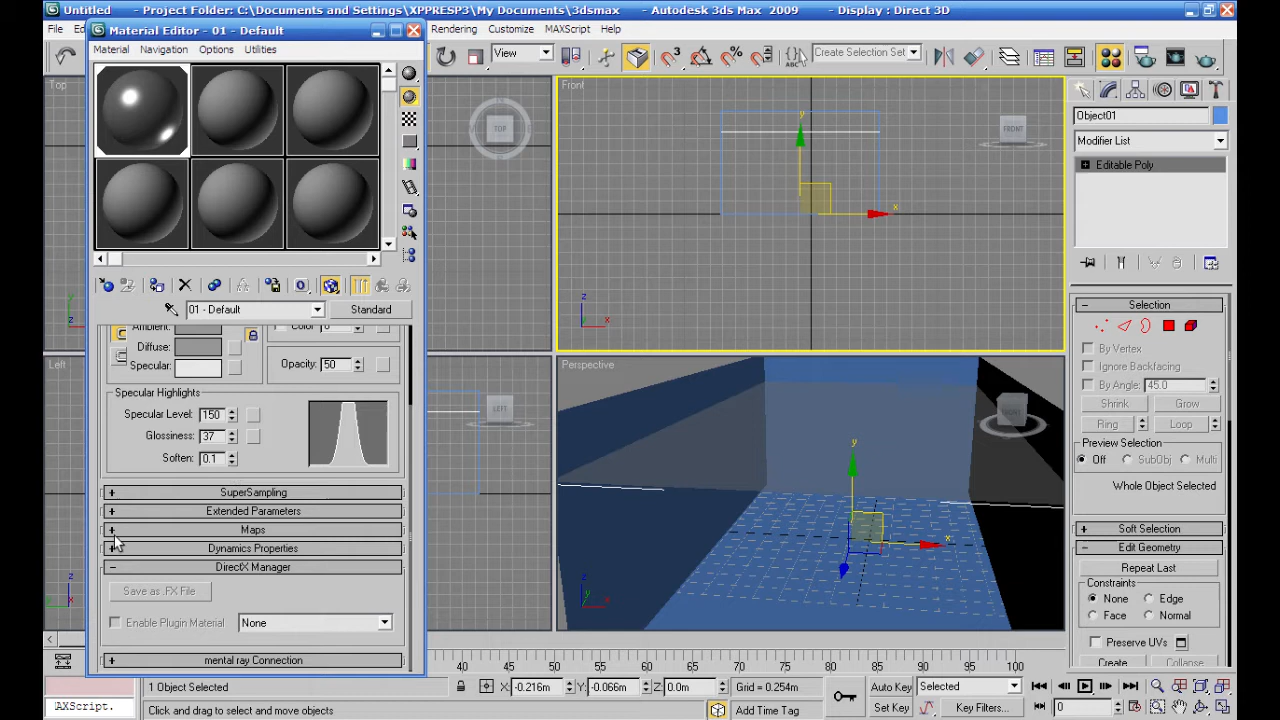 Untitled - Project Folder: C:\Documents and Settings\XPPRESP3\My Documents\3dsmax - Autodesk 3ds Max 2009 - Display : Direct 3D
File
Rendering Customize MAXScript Help
Material Editor - 01 - Default
Material Navigation Options Utilities
View
Create Selection Set
Top
TOP
Front
FRONT
y
x
z
x
Object01
Modifier List
Editable Poly
01 - Default
Standard
Ambient:
Diffuse:
Specular:
Color 0
Opacity: 50
Specular Highlights
Specular Level: 150
Glossiness: 37
Soften: 0.1
SuperSampling
Extended Parameters
Maps
Dynamics Properties
DirectX Manager
Save as .FX File
Enable Plugin Material
None
mental ray Connection
Left
LEFT
z
x
z
y
Perspective
y
x
z
x
y
Selection
By Vertex
Ignore Backfacing
By Angle: 45.0
Shrink Grow
Ring Loop
Preview Selection
Off SubObj Multi
Whole Object Selected
Soft Selection
Edit Geometry
Repeat Last
Constraints
None Edge
Face Normal
Preserve UVs
Create Collapse
40 45 50 55 60 65 70 75 80 85 90 95 100
1 Object Selected
X: -0.216m Y: -0.066m Z: 0.0m Grid = 0.254m
Auto Key Selected
AXScript.
Click and drag to select and move objects
Add Time Tag
Set Key
Key Filters...
0